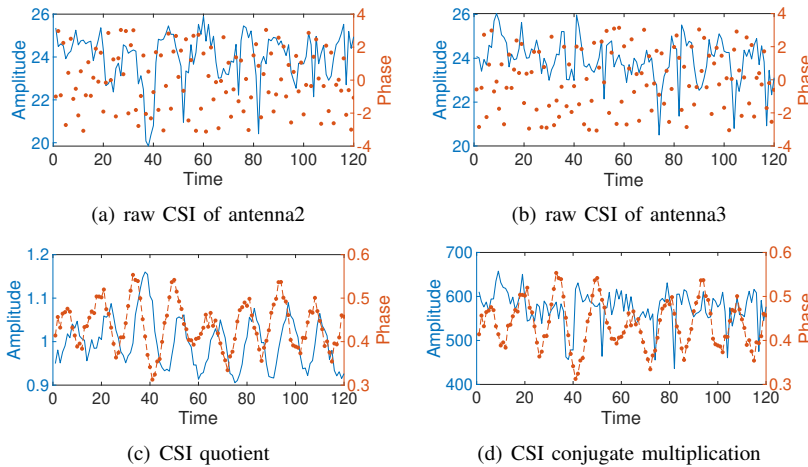 26
24
22
20
Amplitude
4
2
0
-2
-4
Phase
0 20 40 60 80 100 120
Time
(a) raw CSI of antenna2
26
24
22
20
Amplitude
4
2
0
-2
-4
Phase
0 20 40 60 80 100 120
Time
(b) raw CSI of antenna3
1.2
1.1
1
0.9
Amplitude
0.6
0.5
0.4
0.3
Phase
0 20 40 60 80 100 120
Time
(c) CSI quotient
700
600
500
400
Amplitude
0.6
0.5
0.4
0.3
Phase
0 20 40 60 80 100 120
Time
(d) CSI conjugate multiplication